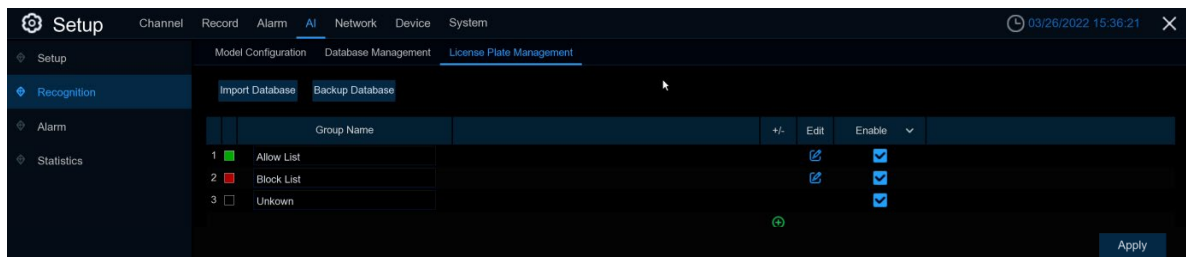 Setup Channel Record Alarm AI Network Device System 03/26/2022 15:36:21
Setup
Recognition
Alarm
Statistics
Model Configuration Database Management License Plate Management
Import Database Backup Database
Group Name +/- Edit Enable
1 Allow List
2 Block List
3 Unkown
Apply